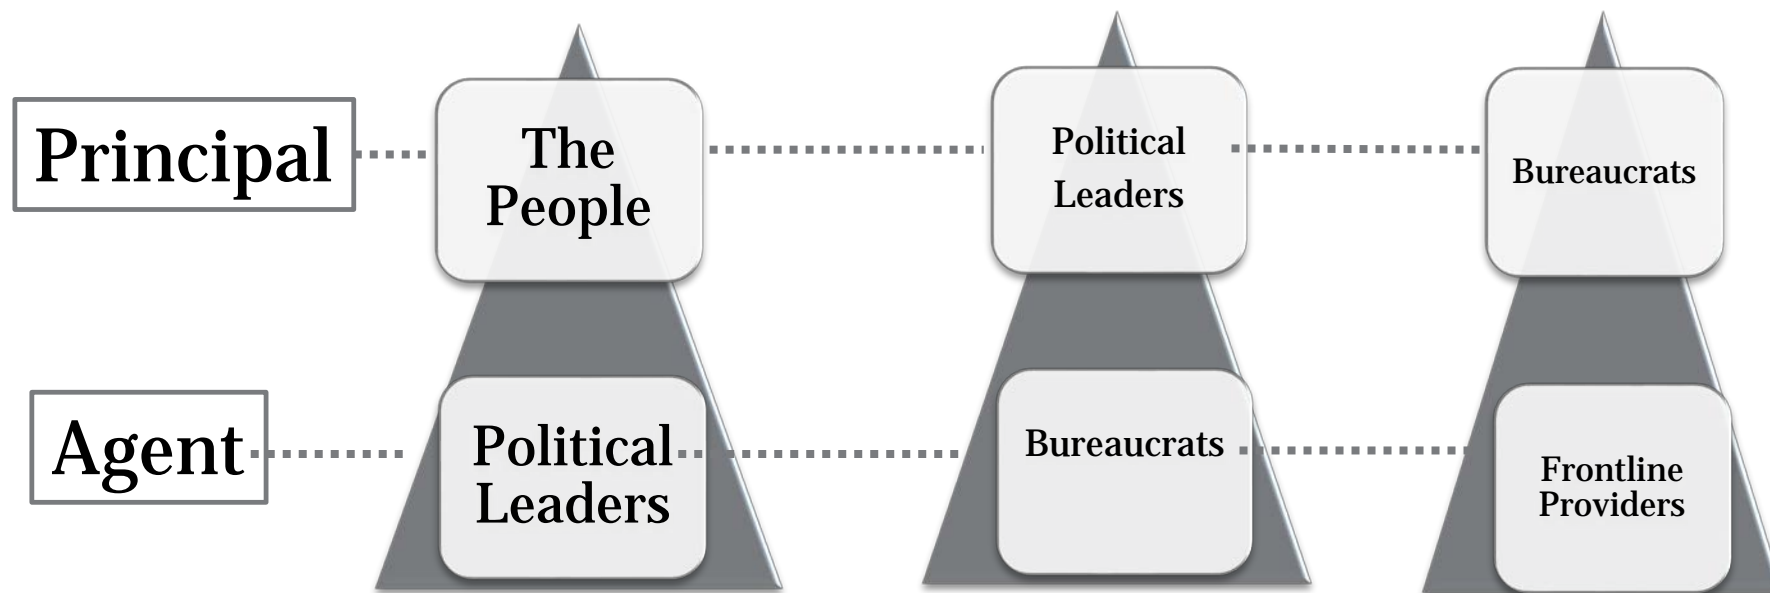 Principal
The
People
Political
Leaders
Bureaucrats
Agent
Political
Leaders
Bureaucrats
Frontline
Providers